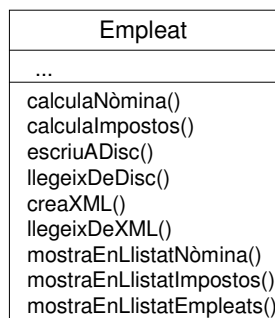 Empleat
...
calculaNòmina()
calculaImpostos()
escriuADisc()
llegeixDeDisc()
creaXML()
llegeixDeXML()
mostraEnLlistatNòmina()
mostraEnLlistatImpostos()
mostraEnLlistatEmpleats()